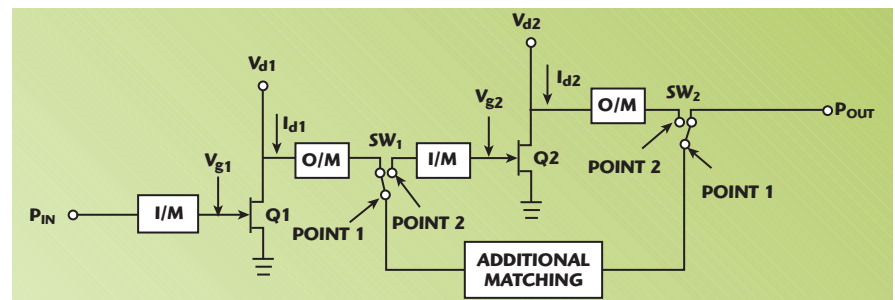 Vd2
Vd1
Id2
Vg2
O/M
SW2
Id1
SW1
POUT
Vg1
O/M
I/M
Q2
POINT 2
POINT 1
PIN
I/M
Q1
POINT 1
POINT 2
ADDITIONAL
MATCHING